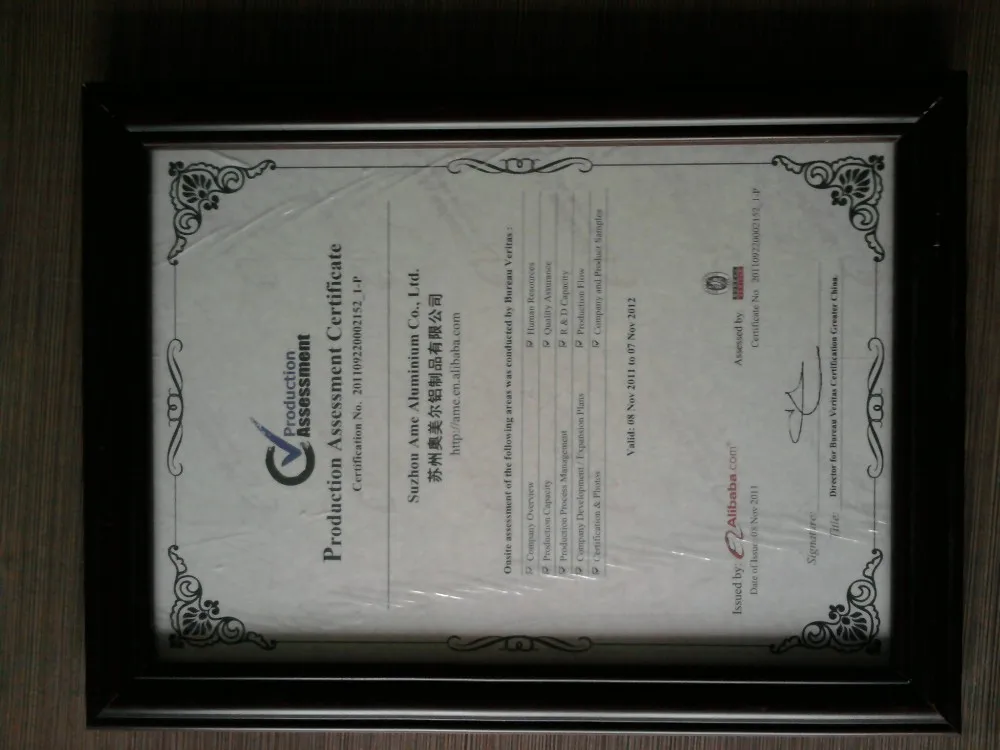 Production
Assessment
Production Assessment Certificate
Certification No. 201109220002152_1-P
Suzhou Ame Aluminium Co., Ltd.
苏州奥美尔铝制品有限公司
http://ame.en.alibaba.com
Onsite assessment of the following areas was conducted by Bureau Veritas :
Company Overview Human Resources
Production Capacity Quality Assurance
Production Process Management R & D Capacity
Company Development / Expansion Plans Production Flow
Certification & Photos Company and Product Samples
Valid: 08 Nov 2011 to 07 Nov 2012
Issued by: Alibaba.com® Assessed by:
Date of Issue: 08 Nov 2011 Certificate No. 201109220002152_1-P
Signature:
Title: Director for Bureau Veritas Certification Greater China.